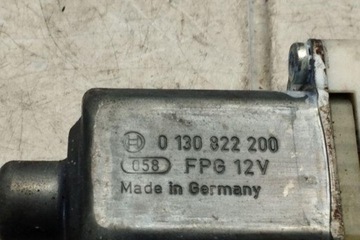 0 130 822 200
058 FPG 12V
Made in Germany